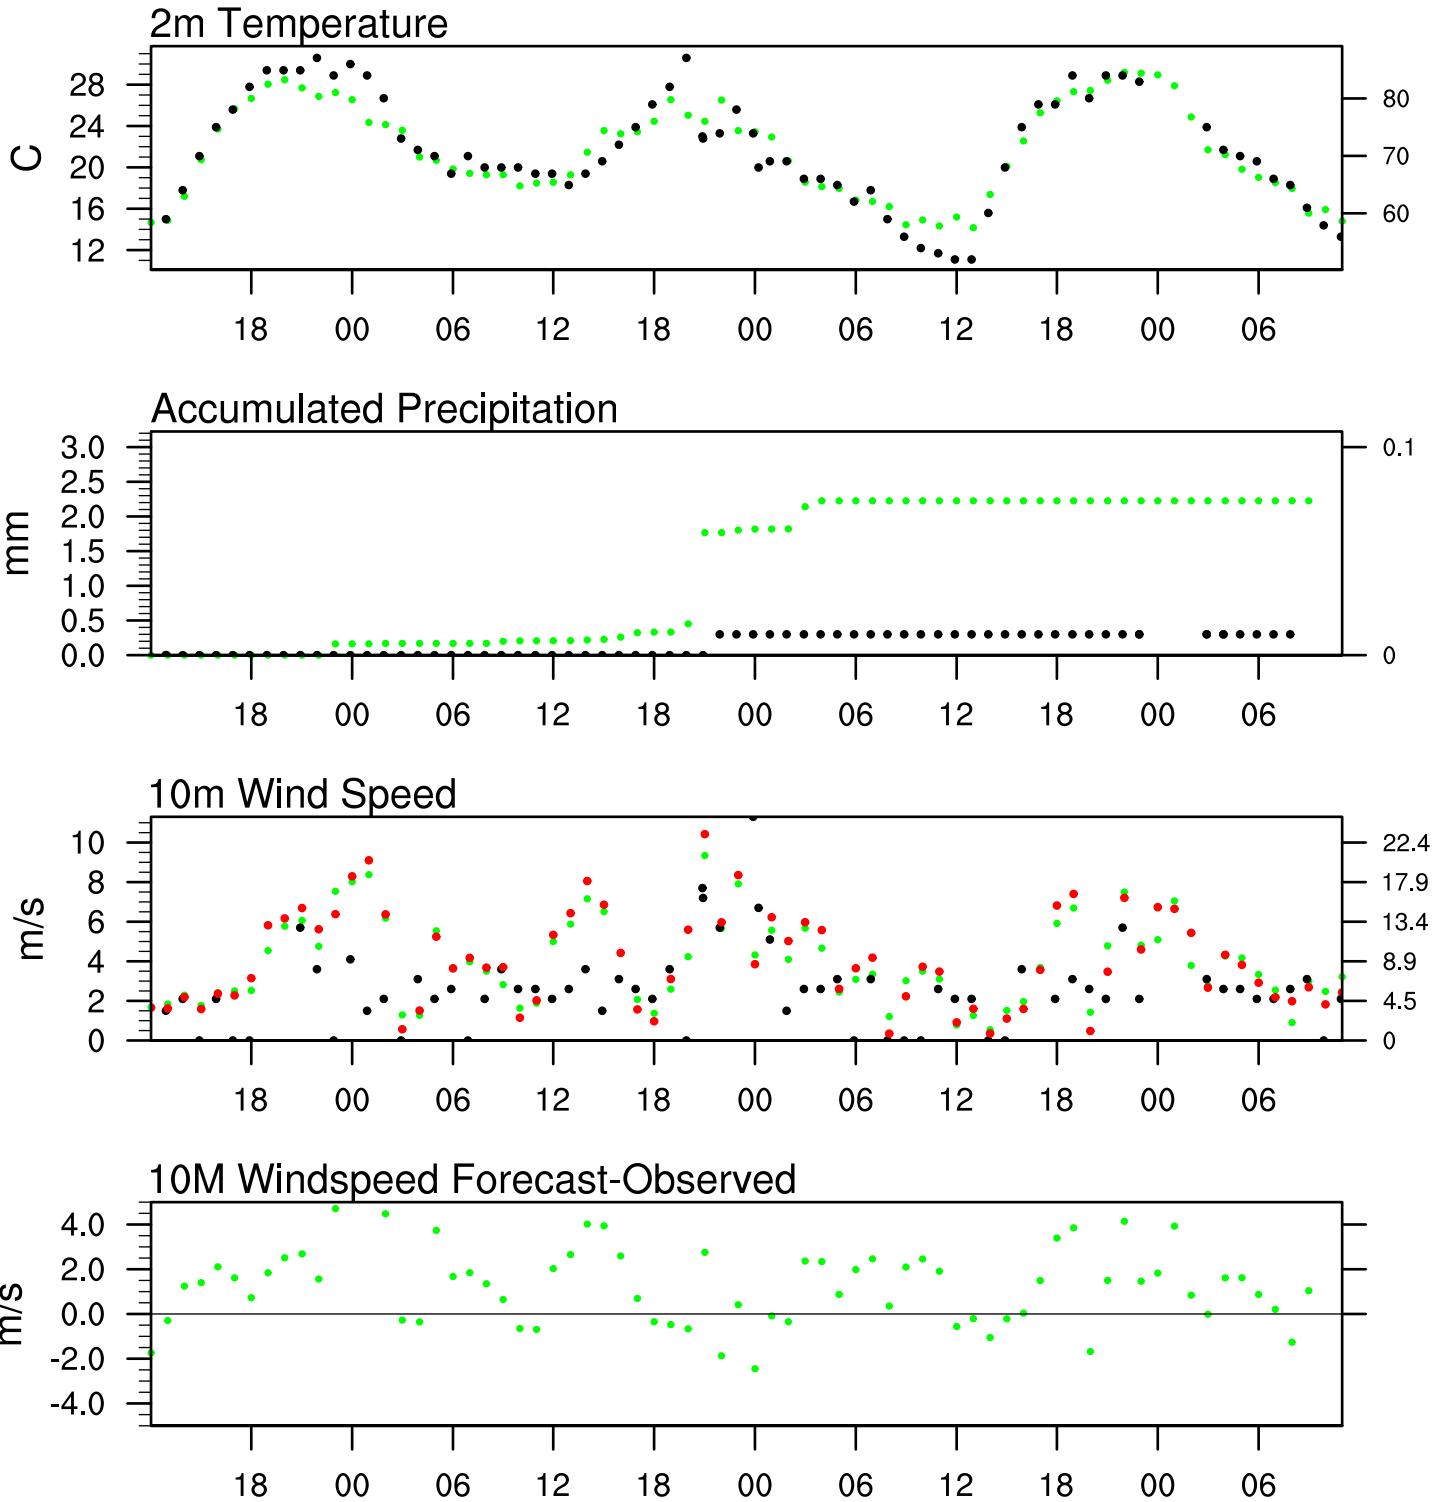 2m Temperature
28
24
20
16
12
C
80
70
60
18 00 06 12 18 00 06 12 18 00 06
Accumulated Precipitation
3.0
2.5
2.0
1.5
1.0
0.5
0.0
mm
0.1
0
18 00 06 12 18 00 06 12 18 00 06
10m Wind Speed
10
8
6
4
2
0
m/s
22.4
17.9
13.4
8.9
4.5
0
18 00 06 12 18 00 06 12 18 00 06
10M Windspeed Forecast-Observed
4.0
2.0
0.0
-2.0
-4.0
m/s
18 00 06 12 18 00 06 12 18 00 06